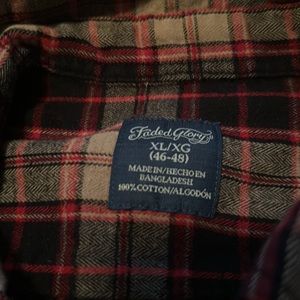 Faded Glory
XL/XG
(46-48)
MADE IN/HECHO EN
BANGLADESH
100% COTTON/ALGODÓN